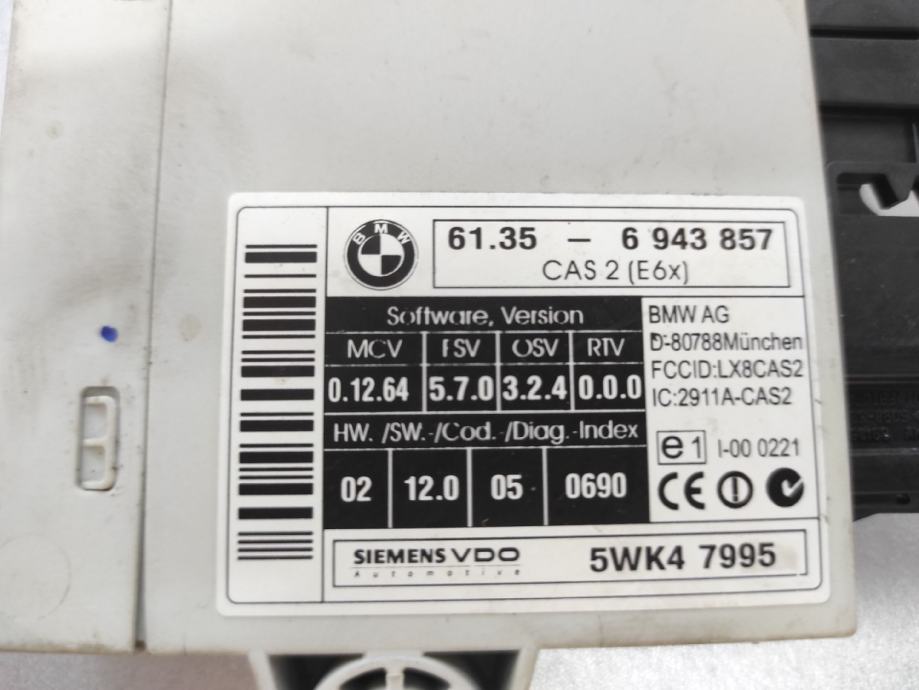 BMW
61.35 – 6 943 857
CAS 2 (E6x)
Software, Version
MCV FSV OSV RTV
0.12.64 5.7.0 3.2.4 0.0.0
HW. /SW.-/Cod.-/Diag.-Index
02 12.0 05 0690
BMW AG
D-80788München
FCCID:LX8CAS2
IC:2911A-CAS2
e1 I-00 0221
CE
SIEMENS VDO
Automotive
5WK4 7995